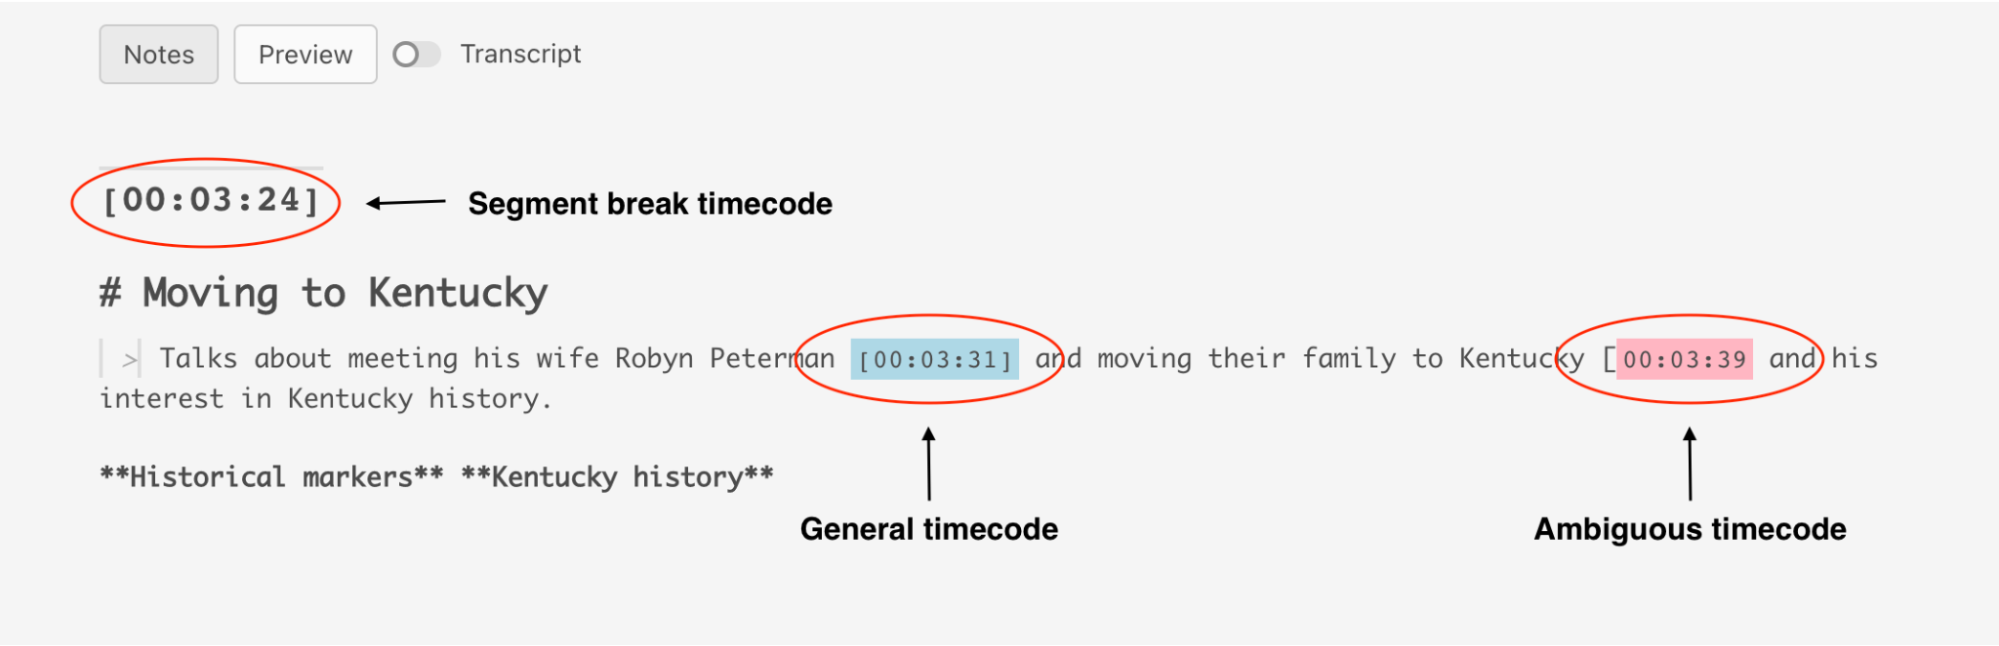 Notes Preview Transcript
[00:03:24] Segment break timecode
# Moving to Kentucky
> Talks about meeting his wife Robyn Peterman [00:03:31] and moving their family to Kentucky [00:03:39 and his
interest in Kentucky history.
**Historical markers** **Kentucky history**
General timecode Ambiguous timecode